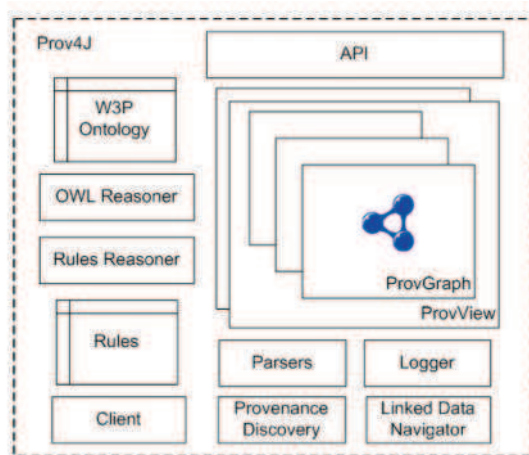 Prov4J
API
W3P
Ontology
OWL Reasoner
Rules Reasoner
ProvGraph
ProvView
Rules
Parsers
Logger
Client
Provenance
Discovery
Linked Data
Navigator